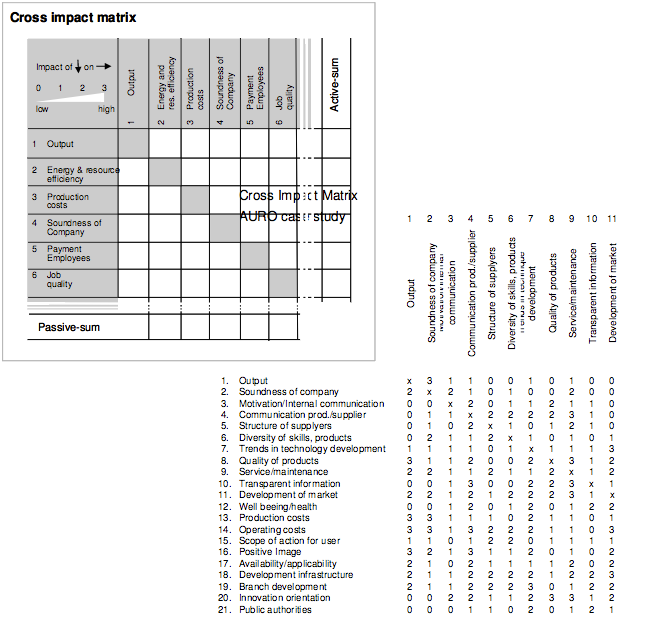 Cross impact matrix
Impact of ↓ on →
0 1 2 3
low high
Output
Energy and
res. efficiency
Production
costs
Soundness of
Company
Payment
Employees
Job
quality
Active-sum
1 2 3 4 5 6
1 Output
2 Energy & resource
efficiency
3 Production
costs
4 Soundness of
Company
5 Payment
Employees
6 Job
quality
Passive-sum
Cross Impact Matrix
AURO case study
1 2 3 4 5 6 7 8 9 10 11
Output
Soundness of company
communication
Communication prod./supplier
Structure of supplyers
Diversity of skills, products
development
Quality of products
Service/maintenance
Transparent information
Development of market
1. Output x 3 1 1 0 0 1 0 1 0 0
2. Soundness of company 2 x 2 1 0 1 0 0 2 0 0
3. Motivation/Internal communication 0 0 x 2 0 1 1 2 1 1 0
4. Communication prod./supplier 0 1 1 x 2 2 2 2 3 1 0
5. Structure of supplyers 0 1 0 2 x 1 0 1 2 1 0
6. Diversity of skills, products 0 2 1 1 2 x 1 0 1 0 1
7. Trends in technology development 1 1 1 1 0 1 x 1 1 1 3
8. Quality of products 3 1 1 2 0 0 2 x 3 1 2
9. Service/maintenance 2 2 1 1 2 1 1 2 x 1 2
10. Transparent information 0 0 1 3 0 0 2 2 3 x 1
11. Development of market 2 2 1 2 1 2 2 2 3 1 x
12. Well beeing/health 0 0 1 2 0 1 2 0 1 2 2
13. Production costs 3 3 1 1 1 0 2 1 1 0 1
14. Operating costs 3 3 1 3 2 2 2 1 1 0 3
15. Scope of action for user 1 1 0 1 2 2 0 1 1 1 1
16. Positive Image 3 2 1 3 1 1 2 0 1 0 2
17. Availability/applicability 2 1 0 2 1 1 1 2 2 0 2
18. Development infrastructure 2 1 1 2 2 2 2 1 2 2 3
19. Branch development 2 1 1 2 2 2 3 0 1 2 2
20. Innovation orientation 0 0 2 2 1 2 2 3 3 1 2
21. Public authorities 0 0 0 1 1 0 2 0 1 2 1